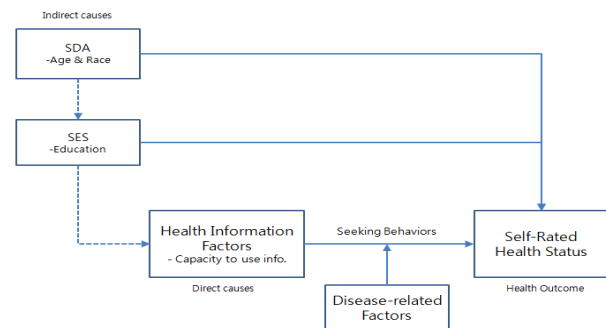 Indirect causes
SDA
-Age & Race
SES
-Education
Health Information
Factors
- Capacity to use info.
Direct causes
Seeking Behaviors
Disease-related
Factors
Self-Rated
Health Status
Health Outcome